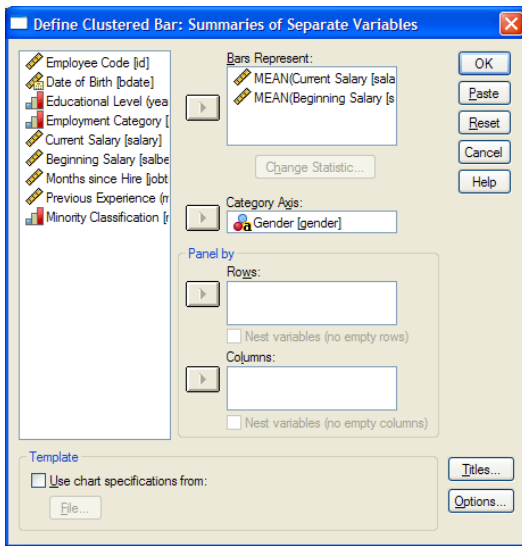 Define Clustered Bar: Summaries of Separate Variables
Employee Code [id]
Date of Birth [bdate]
Educational Level (yea
Employment Category [
Current Salary [salary]
Beginning Salary [salbe
Months since Hire [jobt
Previous Experience (m
Minority Classification [r
Bars Represent:
MEAN(Current Salary [sala
MEAN(Beginning Salary [s
Change Statistic...
Category Axis:
Gender [gender]
Panel by
Rows:
Nest variables (no empty rows)
Columns:
Nest variables (no empty columns)
OK
Paste
Reset
Cancel
Help
Template
Use chart specifications from:
File...
Titles...
Options...